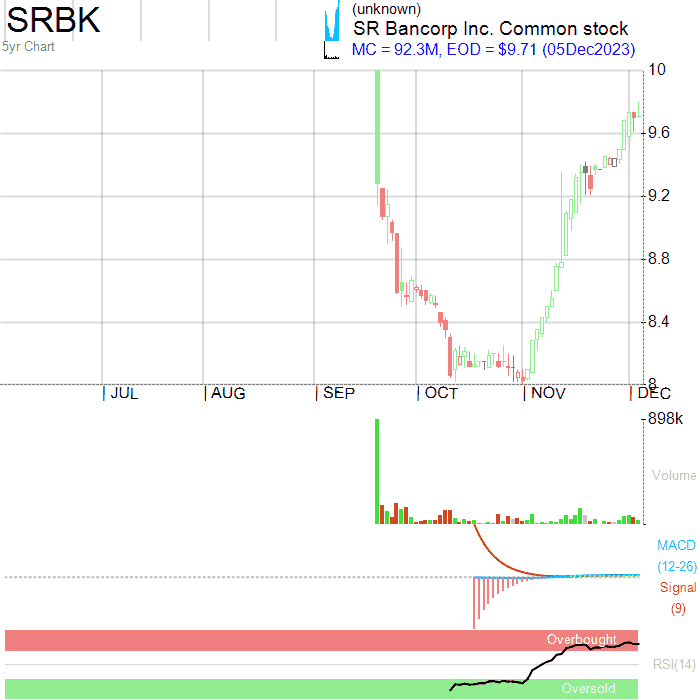 SRBK
(unknown)
SR Bancorp Inc. Common stock
5yr Chart
MC = 92.3M, EOD = $9.71 (05Dec2023)
10
9.6
9.2
8.8
8.4
8
JUL AUG SEP OCT NOV DEC
898k
Volume
MACD
(12-26)
Signal
(9)
Overbought
RSI(14)
Oversold